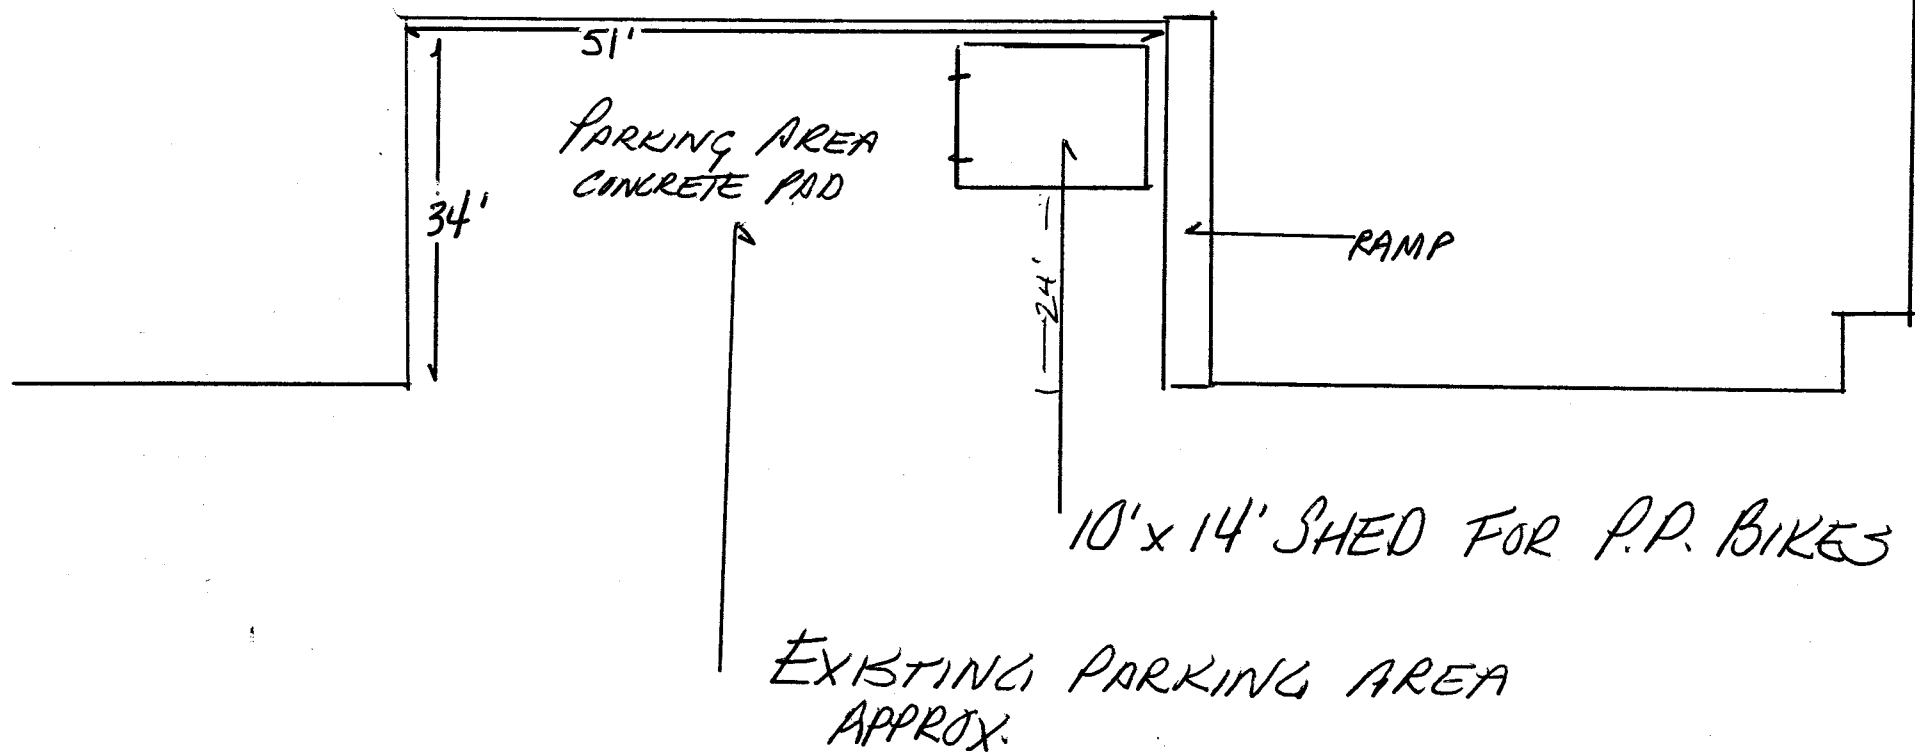 51'
PARKING AREA
CONCRETE PAD
34'
24'
RAMP
10' x 14' SHED FOR P.P. BIKES
EXISTING PARKING AREA
APPROX.